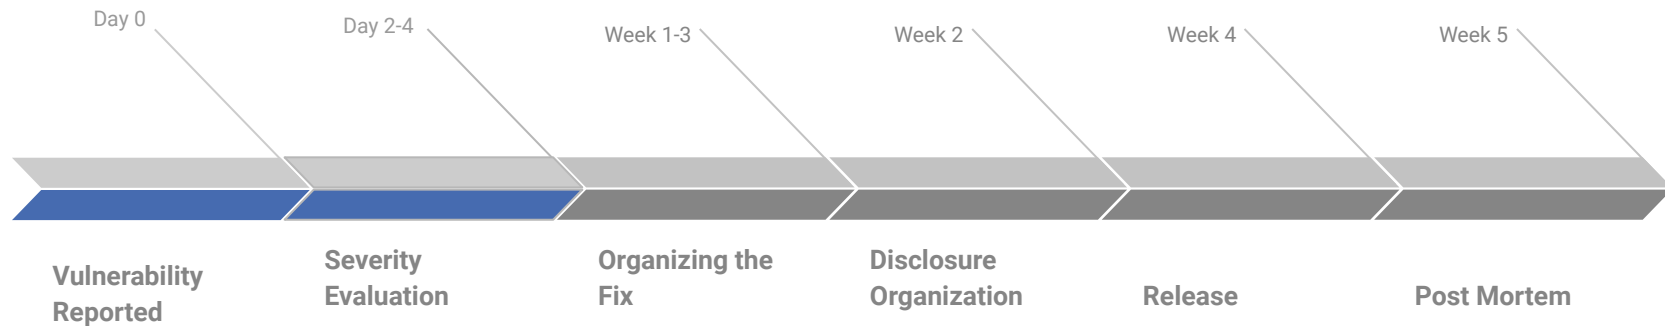 Day 0
Day 2-4
Week 1-3
Week 2
Week 4
Week 5
Vulnerability
Reported
Severity
Evaluation
Organizing the
Fix
Disclosure
Organization
Release
Post Mortem